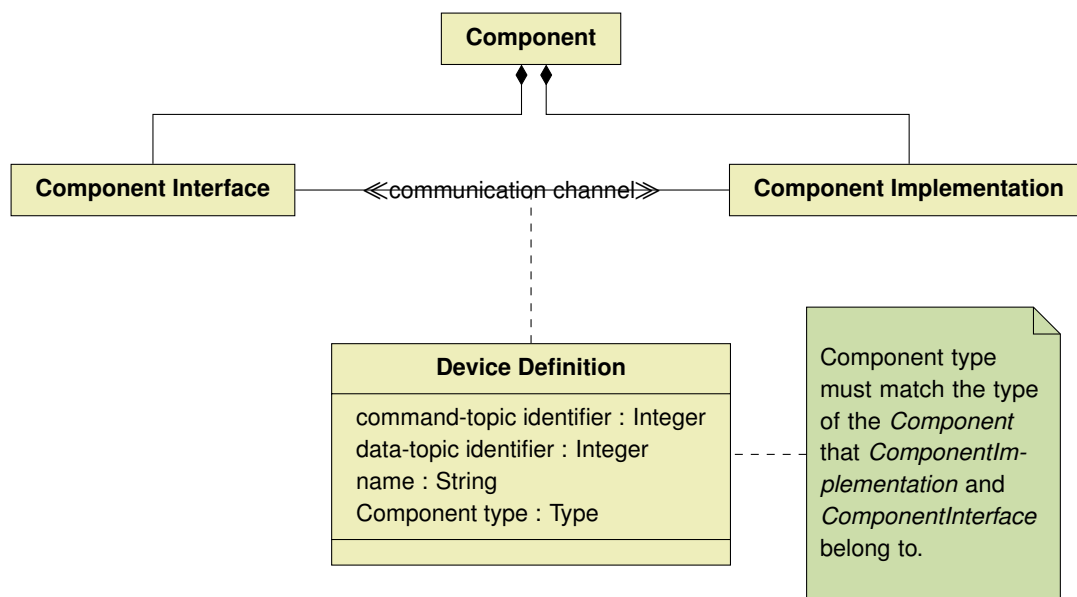 Component
Component Interface
≪communication channel≫
Component Implementation
Device Definition
command-topic identifier : Integer
data-topic identifier : Integer
name : String
Component type : Type
Component type
must match the type
of the Component
that ComponentIm-
plementation and
ComponentInterface
belong to.